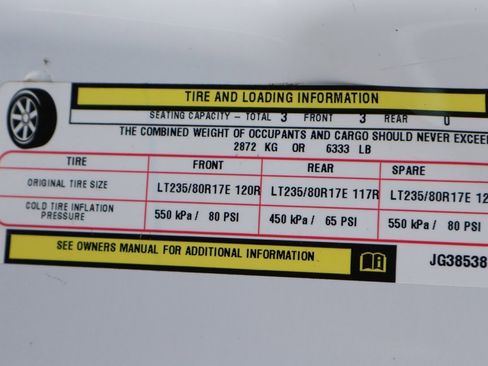 TIRE AND LOADING INFORMATION
SEATING CAPACITY - TOTAL 3 FRONT 3 REAR 0
THE COMBINED WEIGHT OF OCCUPANTS AND CARGO SHOULD NEVER EXCEE
2872 KG OR 6333 LB
TIRE FRONT REAR SPARE
ORIGINAL TIRE SIZE LT235/80R17E 120R LT235/80R17E 117R LT235/80R17E 12
COLD TIRE INFLATION PRESSURE 550 kPa / 80 PSI 450 kPa / 65 PSI 550 kPa / 80 PSI
SEE OWNERS MANUAL FOR ADDITIONAL INFORMATION
JG38538